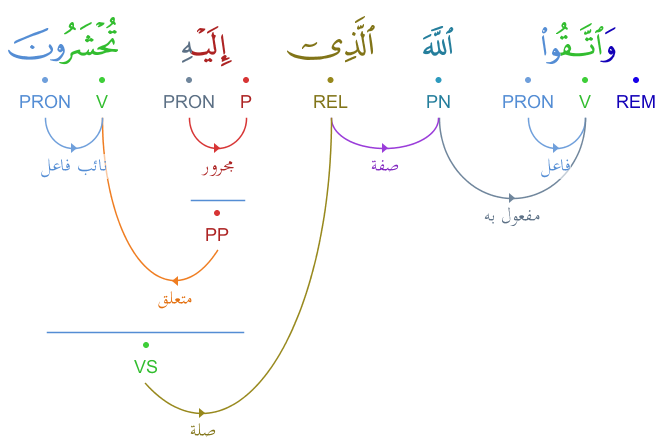 وَٱتَّقُوا۟ ٱللَّهَ ٱلَّذِىٓ إِلَيْهِ تُحْشَرُونَ
REM V PRON PN REL P PRON V PRON
فاعل صفة مجرور نائب فاعل
مفعول به
PP
متعلق
VS
صلة